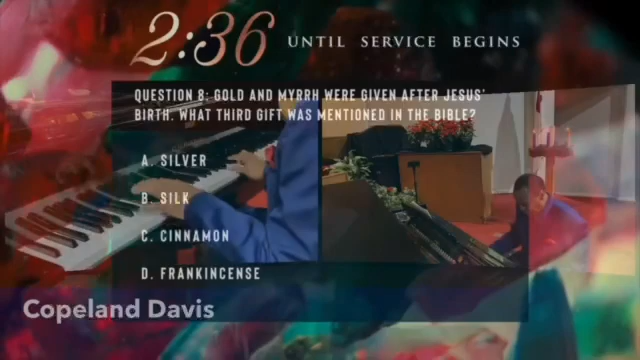 2:36 UNTIL SERVICE BEGINS
QUESTION 8: GOLD AND MYRRH WERE GIVEN AFTER JESUS'
BIRTH. WHAT THIRD GIFT WAS MENTIONED IN THE BIBLE?
A. SILVER
B. SILK
C. CINNAMON
D. FRANKINCENSE
Copeland Davis